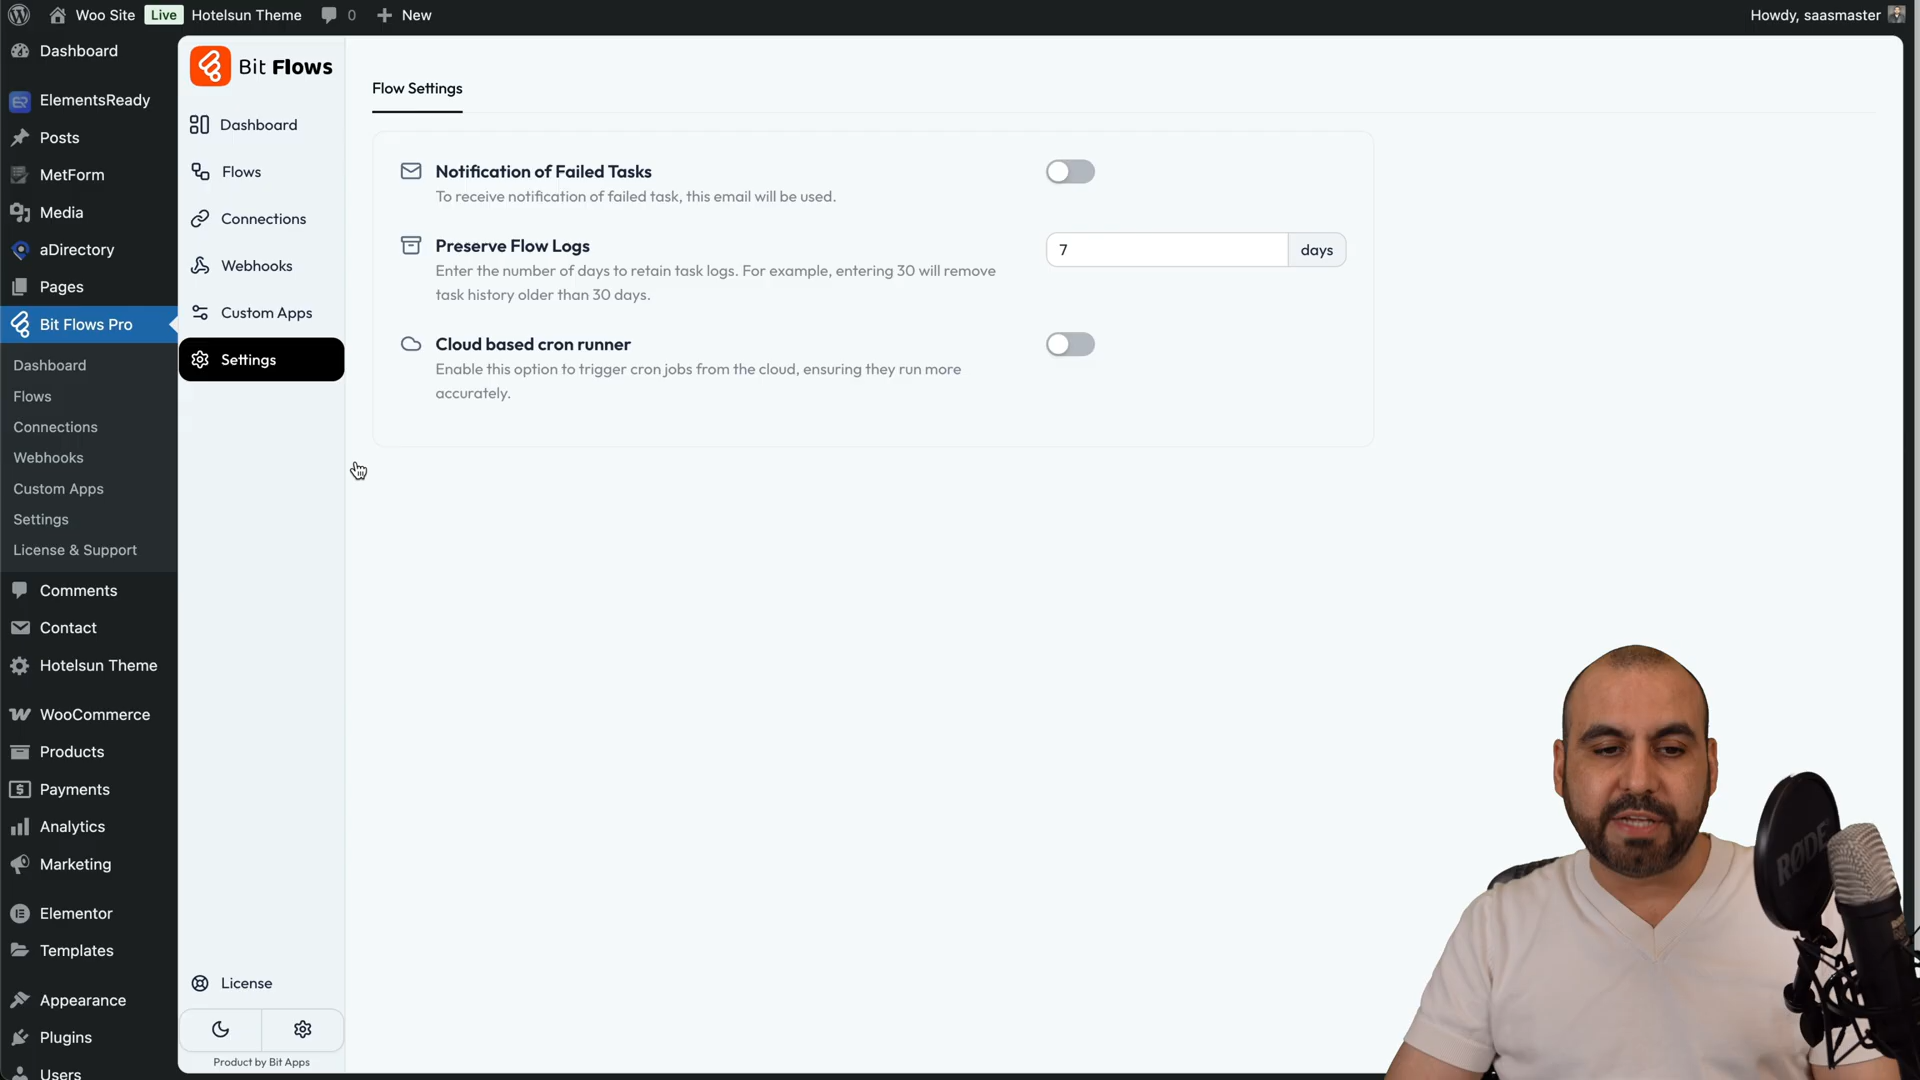 Woo Site
Live
Hotelsun Theme
0
New
Howdy, saasmaster
Dashboard
ElementsReady
Posts
MetForm
Media
aDirectory
Pages
Bit Flows Pro
Dashboard
Flows
Connections
Webhooks
Custom Apps
Settings
License & Support
Comments
Contact
Hotelsun Theme
WooCommerce
Products
Payments
Analytics
Marketing
Elementor
Templates
Appearance
Plugins
Users
Bit Flows
Dashboard
Flows
Connections
Webhooks
Custom Apps
Settings
License
Product by Bit Apps
Flow Settings
Notification of Failed Tasks
To receive notification of failed task, this email will be used.
Preserve Flow Logs
Enter the number of days to retain task logs. For example, entering 30 will remove
task history older than 30 days.
7
days
Cloud based cron runner
Enable this option to trigger cron jobs from the cloud, ensuring they run more
accurately.
RØDE